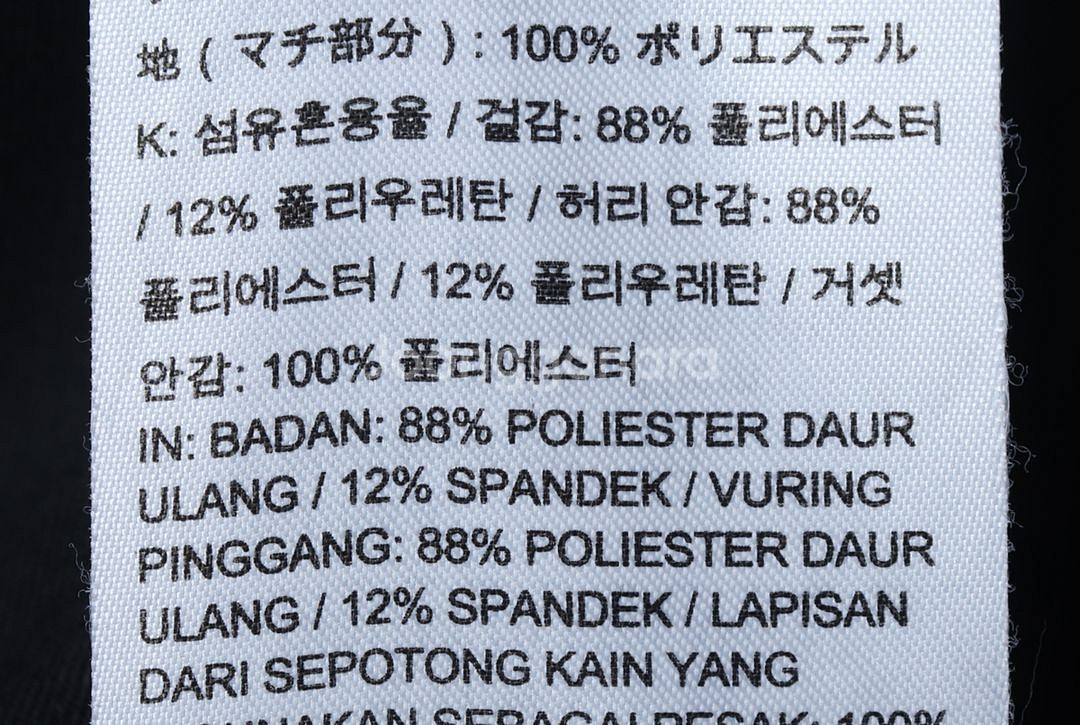 地 ( マチ部分 ) : 100% ポリエステル
K: 섬유혼용율 / 겉감: 88% 폴리에스터
/ 12% 폴리우레탄 / 허리 안감: 88%
폴리에스터 / 12% 폴리우레탄 / 거셋
안감: 100% 폴리에스터
IN: BADAN: 88% POLIESTER DAUR
ULANG / 12% SPANDEK / VURING
PINGGANG: 88% POLIESTER DAUR
ULANG / 12% SPANDEK / LAPISAN
DARI SEPOTONG KAIN YANG
SEBAGAI PESAK: 100%